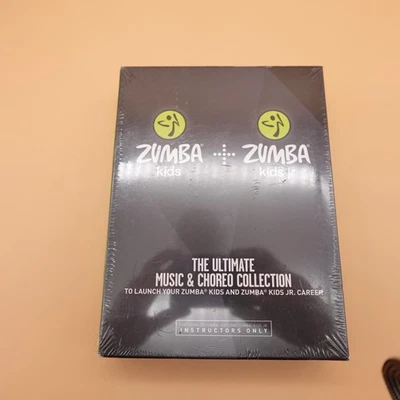 ZUMBA® + ZUMBA®
kids kids jr.
THE ULTIMATE
MUSIC & CHOREO COLLECTION
TO LAUNCH YOUR ZUMBA® KIDS AND ZUMBA® KIDS JR. CAREER
INSTRUCTORS ONLY